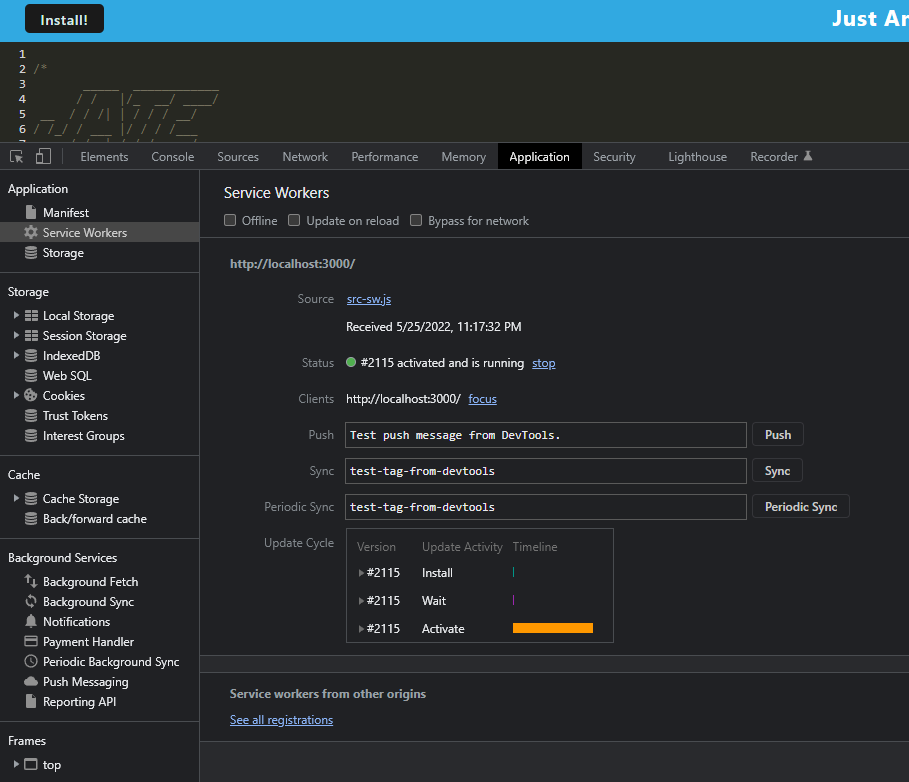 Install!
Just Ar
1
2 /*
3
4
5
6
Elements Console Sources Network Performance Memory Application Security Lighthouse Recorder
Application
Manifest
Service Workers
Storage
Storage
Local Storage
Session Storage
IndexedDB
Web SQL
Cookies
Trust Tokens
Interest Groups
Cache
Cache Storage
Back/forward cache
Background Services
Background Fetch
Background Sync
Notifications
Payment Handler
Periodic Background Sync
Push Messaging
Reporting API
Frames
top
Service Workers
Offline Update on reload Bypass for network
http://localhost:3000/
Source src-sw.js
Received 5/25/2022, 11:17:32 PM
Status #2115 activated and is running stop
Clients http://localhost:3000/ focus
Push Test push message from DevTools. Push
Sync test-tag-from-devtools Sync
Periodic Sync test-tag-from-devtools Periodic Sync
Update Cycle
Version Update Activity Timeline
#2115 Install
#2115 Wait
#2115 Activate
Service workers from other origins
See all registrations